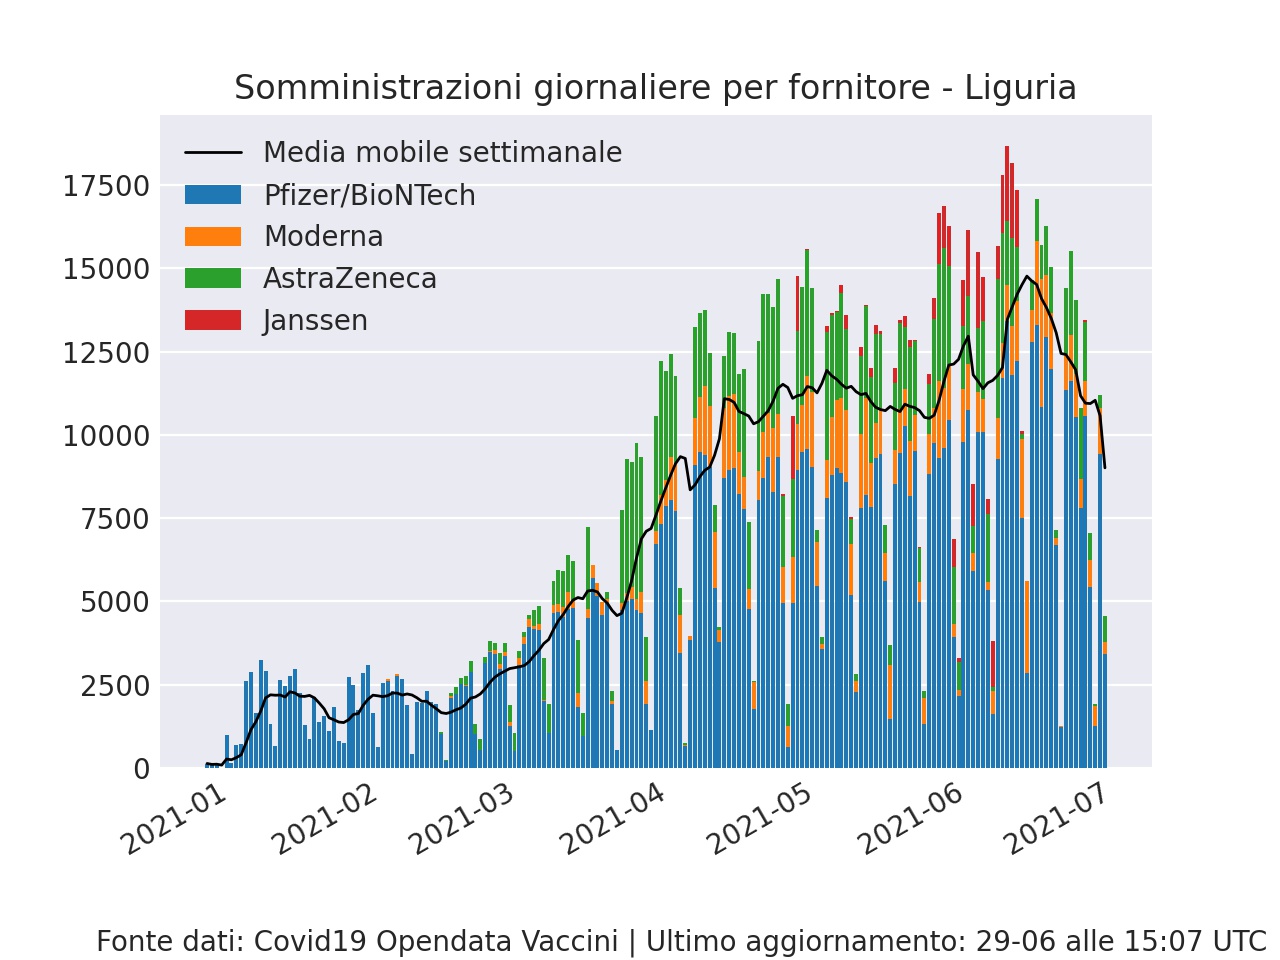 Somministrazioni giornaliere per fornitore - Liguria
Media mobile settimanale
Pfizer/BioNTech
Moderna
AstraZeneca
Janssen
17500
15000
12500
10000
7500
5000
2500
0
2021-01
2021-02
2021-03
2021-04
2021-05
2021-06
2021-07
Fonte dati: Covid19 Opendata Vaccini | Ultimo aggiornamento: 29-06 alle 15:07 UTC